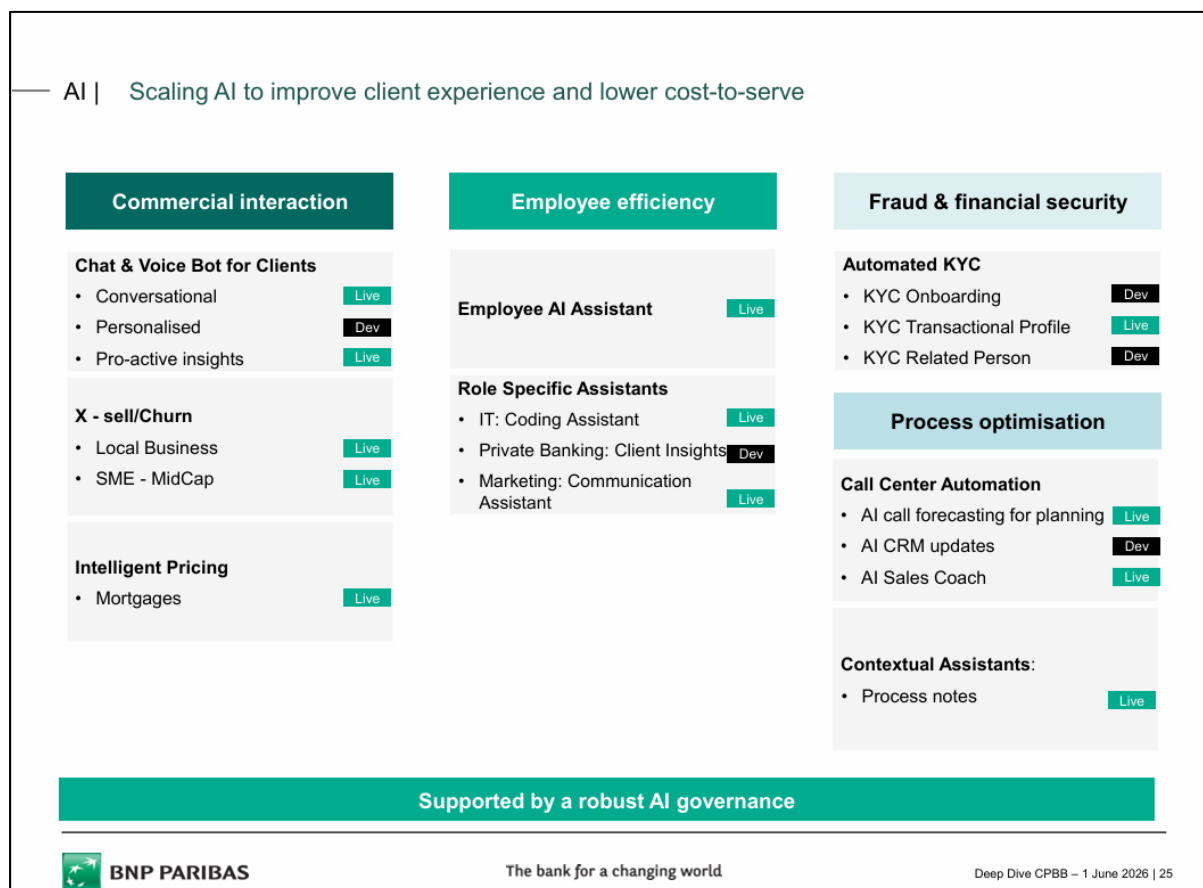 AI | Scaling AI to improve client experience and lower cost-to-serve
Commercial interaction
Chat & Voice Bot for Clients
• Conversational Live
• Personalised Dev
• Pro-active insights Live
X - sell/Churn
• Local Business Live
• SME - MidCap Live
Intelligent Pricing
• Mortgages Live
Employee efficiency
Employee AI Assistant Live
Role Specific Assistants
• IT: Coding Assistant Live
• Private Banking: Client Insights Dev
• Marketing: Communication
Assistant Live
Fraud & financial security
Automated KYC
• KYC Onboarding Dev
• KYC Transactional Profile Live
• KYC Related Person Dev
Process optimisation
Call Center Automation
• AI call forecasting for planning Live
• AI CRM updates Dev
• AI Sales Coach Live
Contextual Assistants:
• Process notes Live
Supported by a robust AI governance
BNP PARIBAS
The bank for a changing world
Deep Dive CPBB – 1 June 2026 | 25